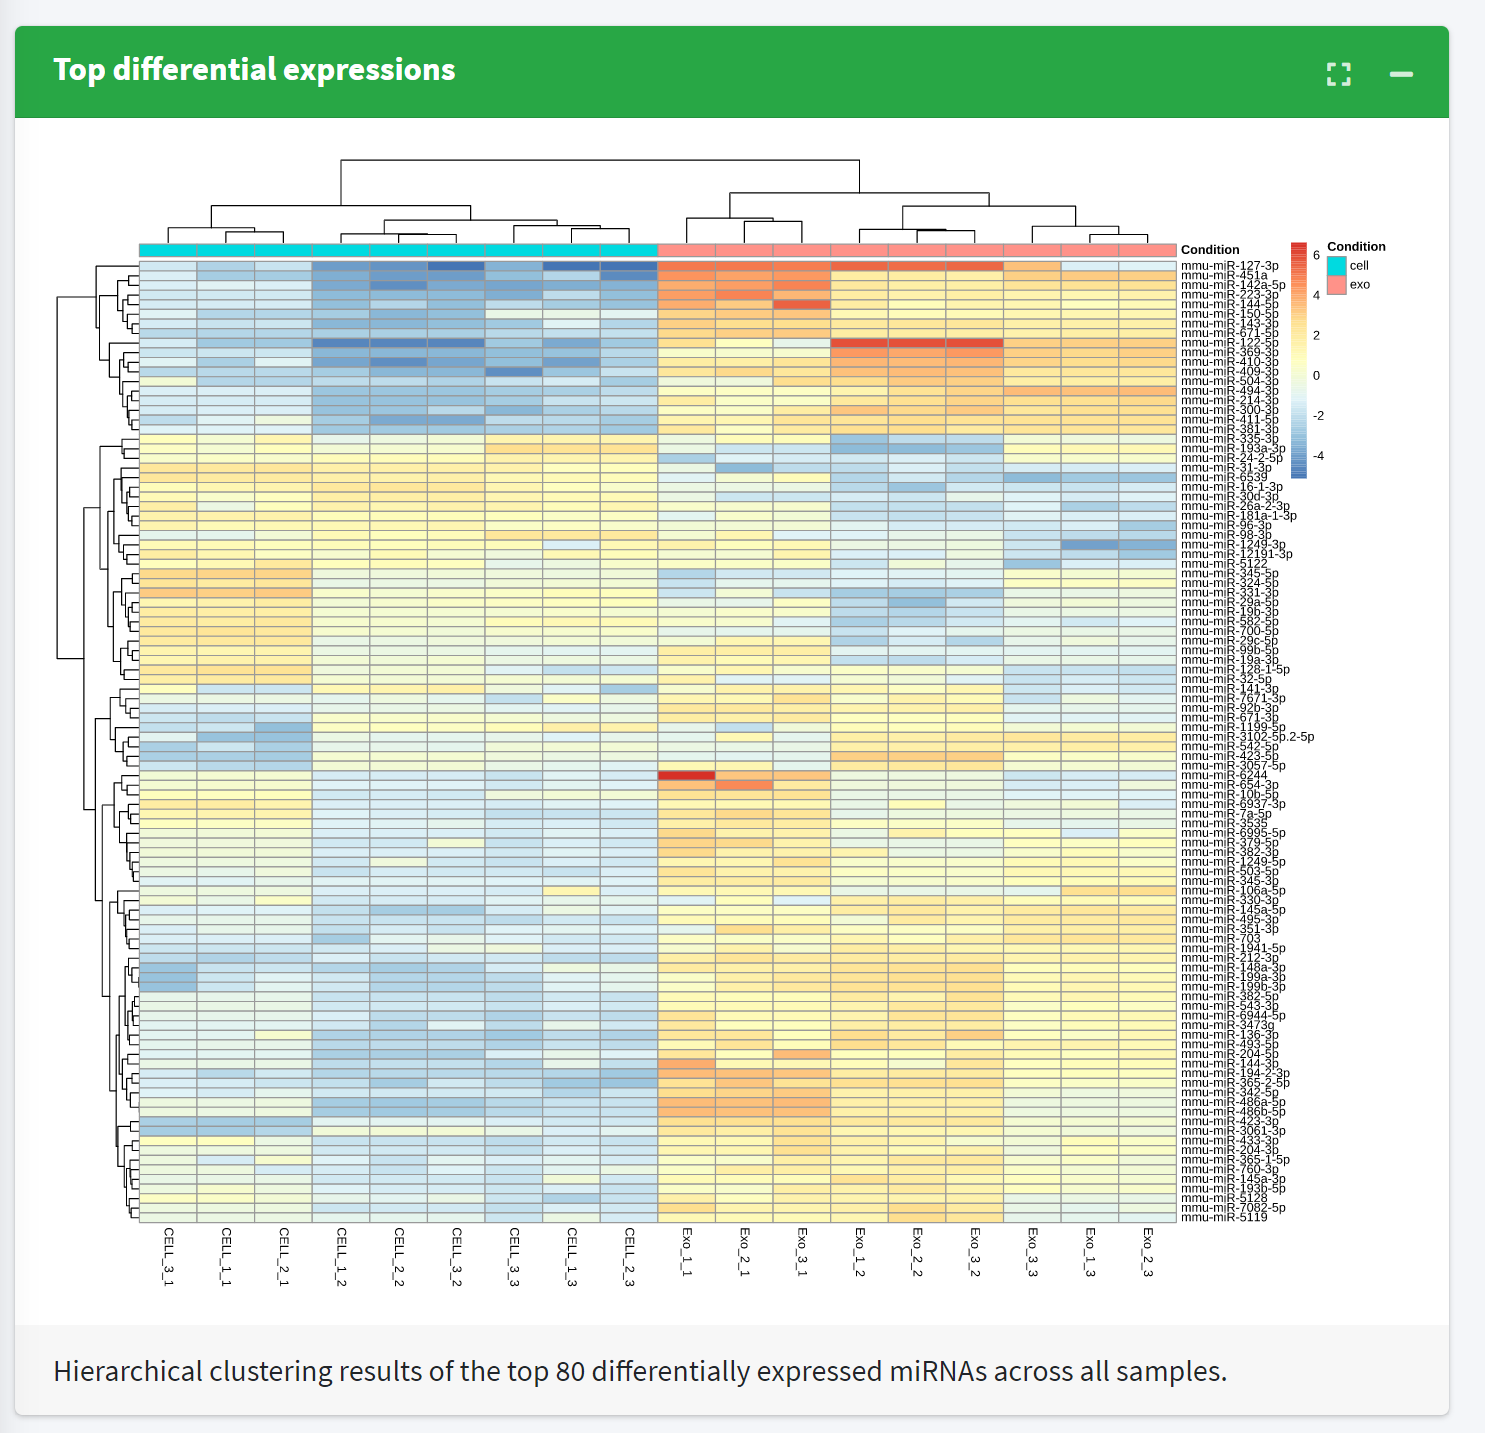 Top differential expressions
Condition
mmu-miR-127-3p
mmu-miR-451a
mmu-miR-142a-5p
mmu-miR-223-3p
mmu-miR-144-5p
mmu-miR-150-5p
mmu-miR-143-3p
mmu-miR-671-5p
mmu-miR-122-5p
mmu-miR-369-3p
mmu-miR-410-3p
mmu-miR-409-3p
mmu-miR-504-3p
mmu-miR-494-3p
mmu-miR-214-3p
mmu-miR-300-3p
mmu-miR-411-5p
mmu-miR-381-3p
mmu-miR-335-3p
mmu-miR-193a-3p
mmu-miR-24-2-5p
mmu-miR-31-3p
mmu-miR-6539
mmu-miR-16-1-3p
mmu-miR-30d-3p
mmu-miR-26a-2-3p
mmu-miR-181a-1-3p
mmu-miR-96-3p
mmu-miR-98-3p
mmu-miR-1249-3p
mmu-miR-12191-3p
mmu-miR-5122
mmu-miR-345-5p
mmu-miR-324-5p
mmu-miR-331-3p
mmu-miR-29a-5p
mmu-miR-19b-3p
mmu-miR-582-5p
mmu-miR-700-5p
mmu-miR-29c-5p
mmu-miR-99b-5p
mmu-miR-19a-3p
mmu-miR-128-1-5p
mmu-miR-32-5p
mmu-miR-141-3p
mmu-miR-7671-3p
mmu-miR-92b-3p
mmu-miR-671-3p
mmu-miR-1199-5p
mmu-miR-3102-5p.2-5p
mmu-miR-542-5p
mmu-miR-423-5p
mmu-miR-3057-5p
mmu-miR-6244
mmu-miR-654-3p
mmu-miR-10b-5p
mmu-miR-6937-3p
mmu-miR-7a-5p
mmu-miR-3535
mmu-miR-6995-5p
mmu-miR-379-5p
mmu-miR-382-3p
mmu-miR-1249-5p
mmu-miR-503-5p
mmu-miR-345-3p
mmu-miR-106a-5p
mmu-miR-330-3p
mmu-miR-145a-5p
mmu-miR-495-3p
mmu-miR-351-3p
mmu-miR-703
mmu-miR-1941-5p
mmu-miR-212-3p
mmu-miR-148a-3p
mmu-miR-199a-3p
mmu-miR-199b-3p
mmu-miR-382-5p
mmu-miR-543-3p
mmu-miR-6944-5p
mmu-miR-3473g
mmu-miR-136-3p
mmu-miR-493-5p
mmu-miR-204-5p
mmu-miR-144-3p
mmu-miR-194-2-3p
mmu-miR-365-2-5p
mmu-miR-342-5p
mmu-miR-486a-5p
mmu-miR-486b-5p
mmu-miR-423-3p
mmu-miR-3061-3p
mmu-miR-433-3p
mmu-miR-204-3p
mmu-miR-365-1-5p
mmu-miR-760-3p
mmu-miR-145a-3p
mmu-miR-193b-5p
mmu-miR-5128
mmu-miR-7082-5p
mmu-miR-5119
6
4
2
0
-2
-4
Condition
cell
exo
CELL_3_1
CELL_1_1
CELL_2_1
CELL_1_2
CELL_2_2
CELL_3_2
CELL_3_3
CELL_1_3
CELL_2_3
Exo_1_1
Exo_2_1
Exo_3_1
Exo_1_2
Exo_2_2
Exo_3_2
Exo_3_3
Exo_1_3
Exo_2_3
Hierarchical clustering results of the top 80 differentially expressed miRNAs across all samples.